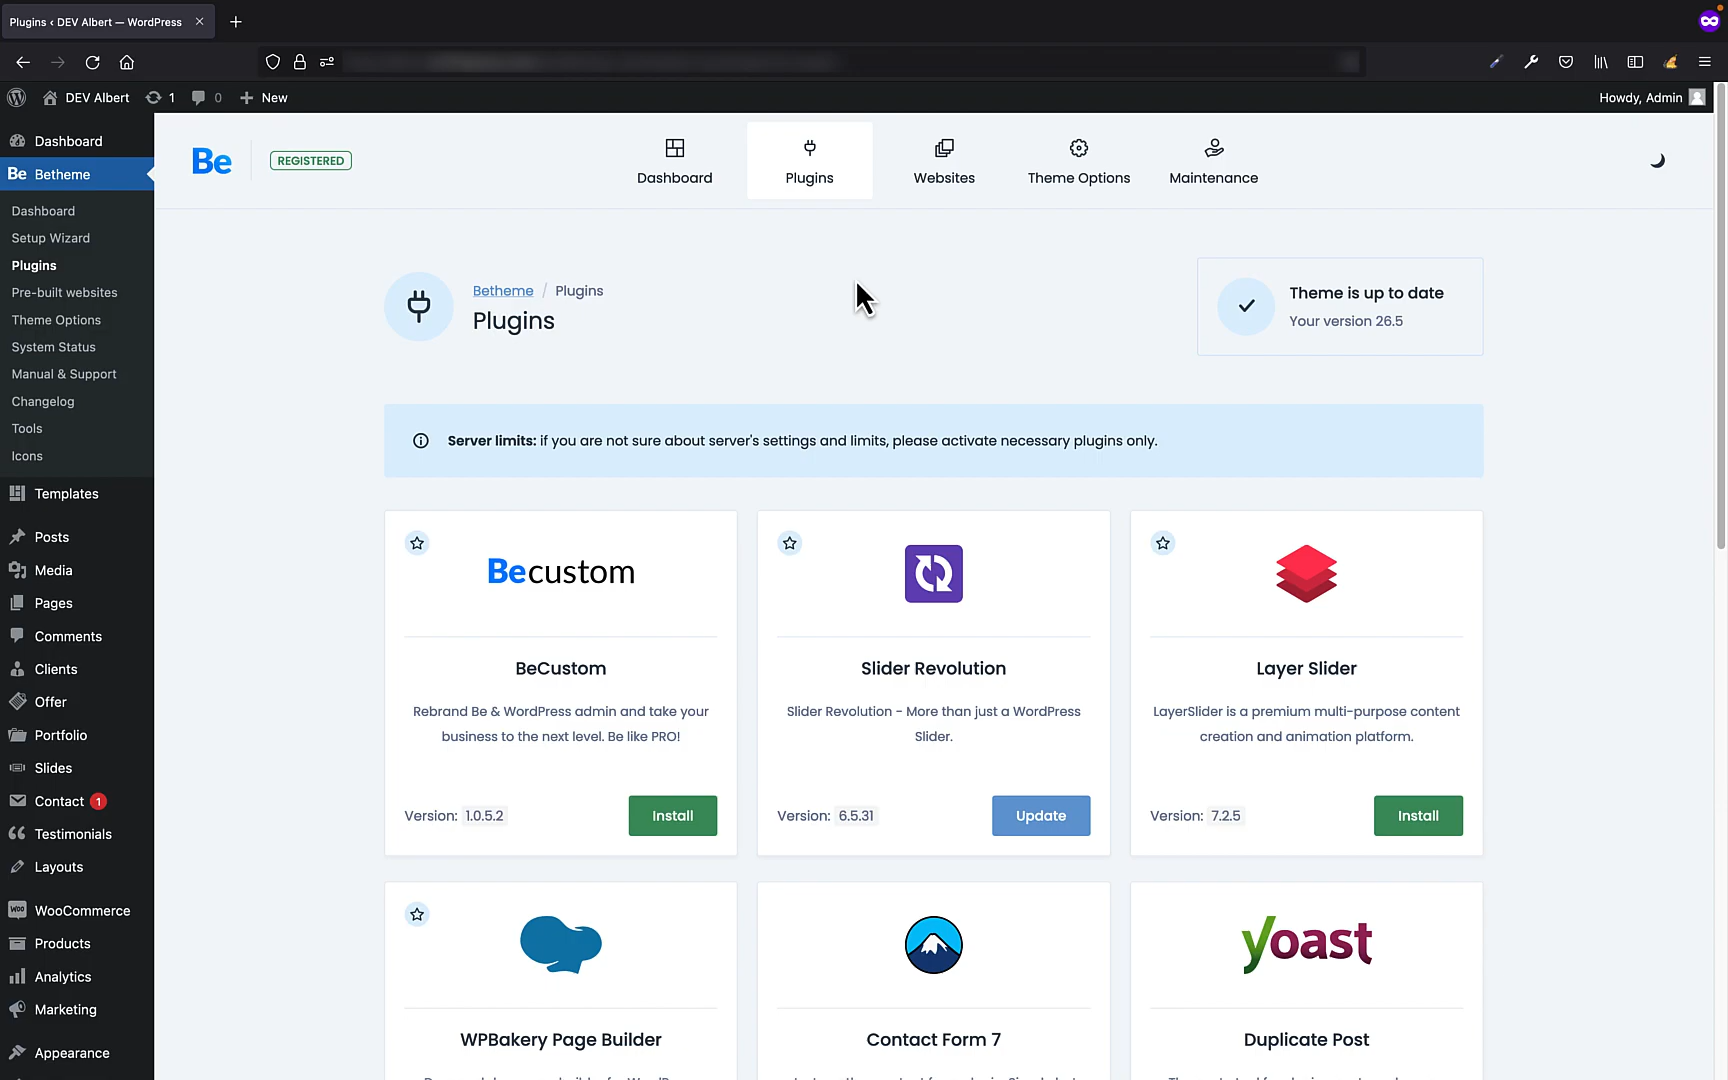 Plugins ‹ DEV Albert — WordPress
DEV Albert
1
0
New
Howdy, Admin
Dashboard
Be Betheme
Dashboard
Setup Wizard
Plugins
Pre-built websites
Theme Options
System Status
Manual & Support
Changelog
Tools
Icons
Templates
Posts
Media
Pages
Comments
Clients
Offer
Portfolio
Slides
Contact 1
Testimonials
Layouts
Woo WooCommerce
Products
Analytics
Marketing
Appearance
Be
REGISTERED
Dashboard
Plugins
Websites
Theme Options
Maintenance
Betheme / Plugins
Plugins
Theme is up to date
Your version 26.5
Server limits: if you are not sure about server's settings and limits, please activate necessary plugins only.
Becustom
BeCustom
Rebrand Be & WordPress admin and take your
business to the next level. Be like PRO!
Version: 1.0.5.2
Install
Slider Revolution
Slider Revolution - More than just a WordPress
Slider.
Version: 6.5.31
Update
Layer Slider
LayerSlider is a premium multi-purpose content
creation and animation platform.
Version: 7.2.5
Install
WPBakery Page Builder
Contact Form 7
yoast
Duplicate Post